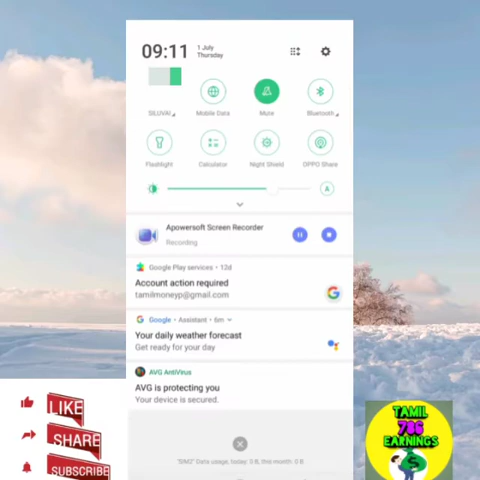 09:11
1 July
Thursday
SILUVAI
Mobile Data
Mute
Bluetooth
Flashlight
Calculator
Night Shield
OPPO Share
A
Apowersoft Screen Recorder
Recording
Google Play services • 12d
Account action required
tamilmoneyp@gmail.com
Google • Assistant • 6m
Your daily weather forecast
Get ready for your day
AVG AntiVirus
AVG is protecting you
Your device is secured.
"SIM2" Data usage, today: 0 B, this month: 0 B
LIKE
SHARE
SUBSCRIBE
TAMIL
786
EARNINGS